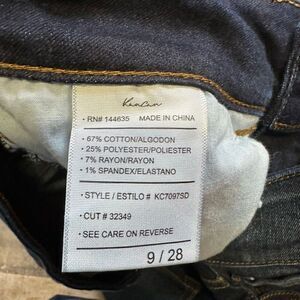 KanCan
• RN# 144635 MADE IN CHINA
• 67% COTTON/ALGODON
• 25% POLYESTER/POLIESTER
• 7% RAYON/RAYON
• 1% SPANDEX/ELASTANO
• STYLE / ESTILO # KC7097SD
• CUT # 32349
• SEE CARE ON REVERSE
9 / 28